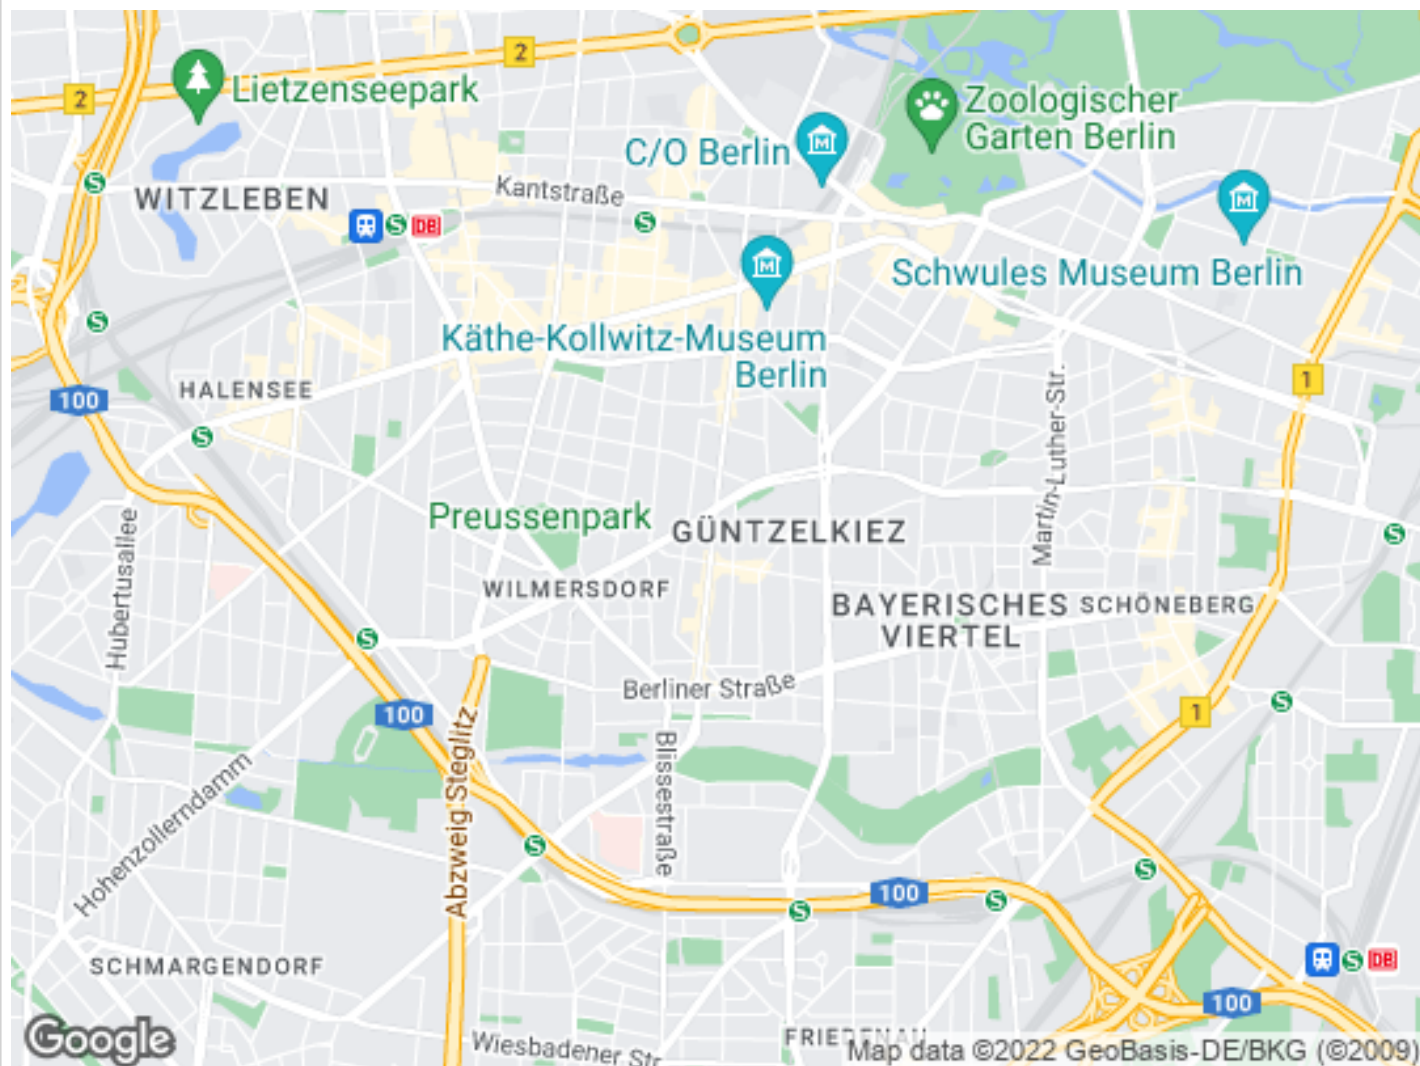 2
2
Lietzenseepark
Zoologischer
Garten Berlin
C/O Berlin
M
S
WITZLEBEN
Kantstraße
M
S
DB
S
M
Schwules Museum Berlin
S
Käthe-Kollwitz-Museum
Berlin
HALENSEE
1
100
S
Martin-Luther-Str.
Preussenpark
GÜNTZELKIEZ
S
Hubertusallee
WILMERSDORF
BAYERISCHES
VIERTEL
SCHÖNEBERG
S
Berliner Straße
S
100
1
Abzweig Steglitz
Blissestraße
Hohenzollerndamm
S
S
100
S
S
SCHMARGENDORF
S
DB
100
Google
Wiesbadener Str
FRIEDENAU
Map data ©2022 GeoBasis-DE/BKG (©2009)